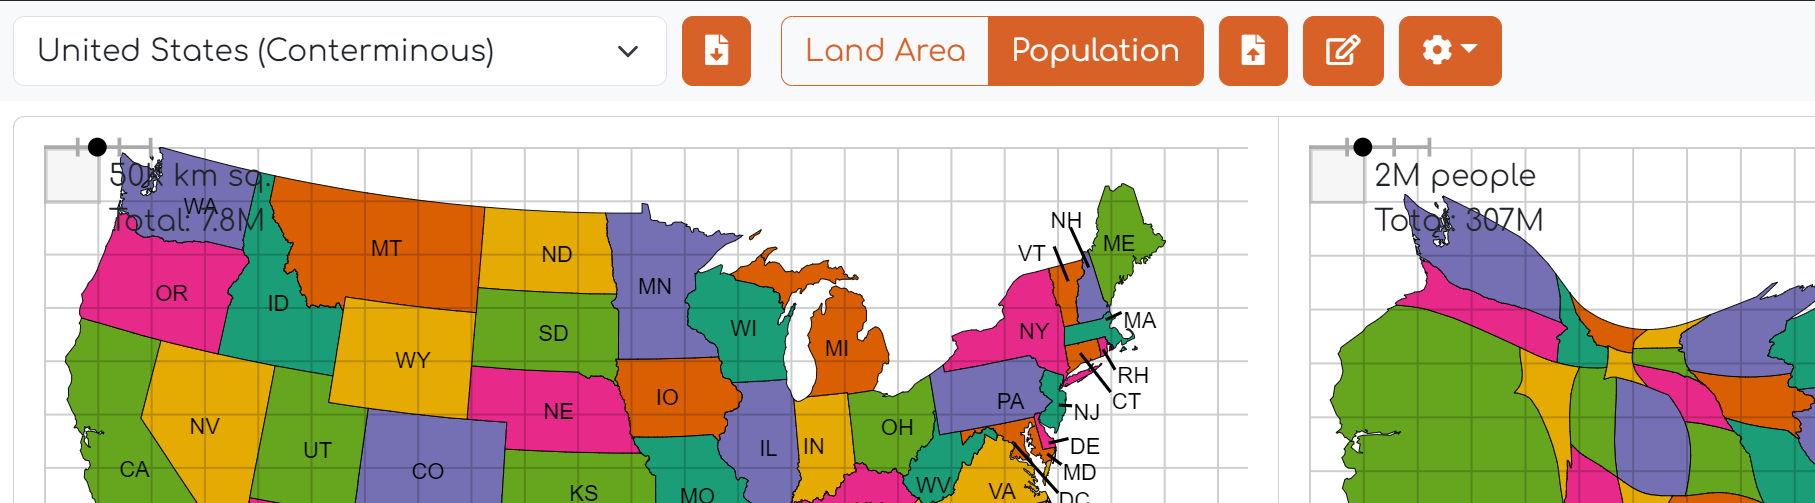 United States (Conterminous)
Land Area
Population
50K km sq.
Total: 7.8M
WA
OR
CA
NV
ID
MT
WY
UT
CO
ND
SD
NE
KS
MN
IO
MO
WI
IL
MI
IN
OH
WV
VA
PA
NY
VT
NH
ME
MA
RH
CT
NJ
DE
MD
DC
2M people
Total: 307M